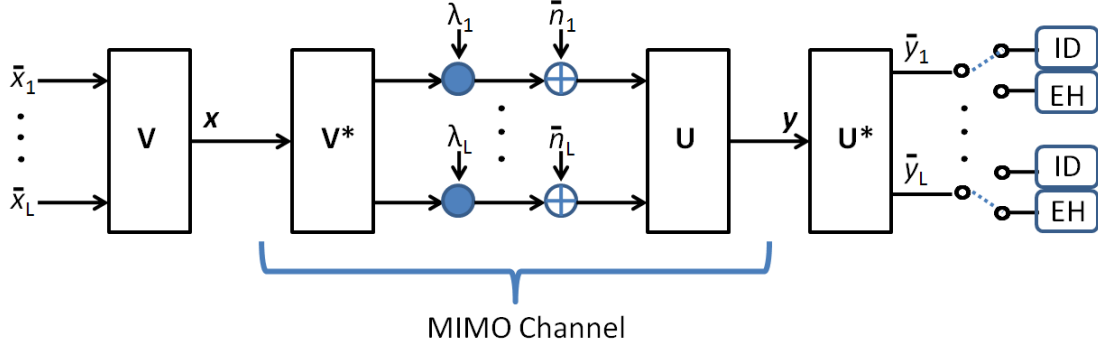 λ₁ n̄₁
x̄₁ V x V* U y U* ȳ₁ ID
EH
λL n̄L
x̄L ȳL ID
EH
MIMO Channel